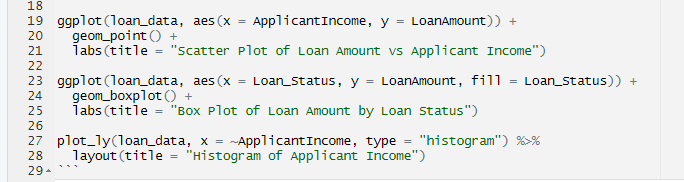 18
19 ggplot(loan_data, aes(x = ApplicantIncome, y = LoanAmount)) +
20   geom_point() +
21   labs(title = "Scatter Plot of Loan Amount vs Applicant Income")
22
23 ggplot(loan_data, aes(x = Loan_Status, y = LoanAmount, fill = Loan_Status)) +
24   geom_boxplot() +
25   labs(title = "Box Plot of Loan Amount by Loan Status")
26
27 plot_ly(loan_data, x = ~ApplicantIncome, type = "histogram") %>%
28   layout(title = "Histogram of Applicant Income")
29 ```